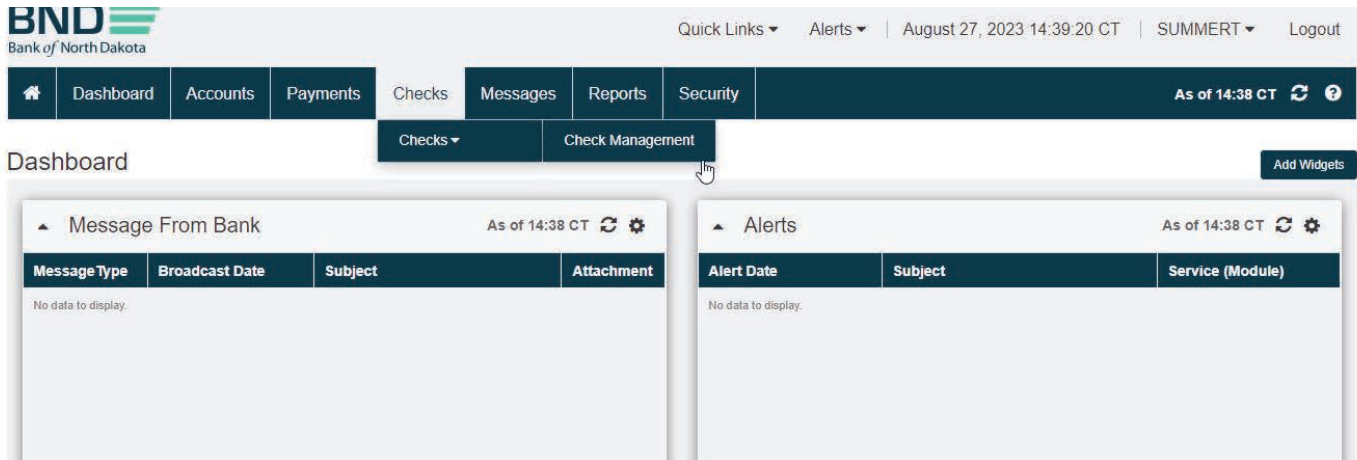 BND
Bank of North Dakota
Quick Links Alerts August 27, 2023 14:39:20 CT SUMMERT Logout
Dashboard Accounts Payments Checks Messages Reports Security As of 14:38 CT
Checks Check Management
Dashboard
Add Widgets
Message From Bank As of 14:38 CT Alerts As of 14:38 CT
Message Type Broadcast Date Subject Attachment Alert Date Subject Service (Module)
No data to display. No data to display.